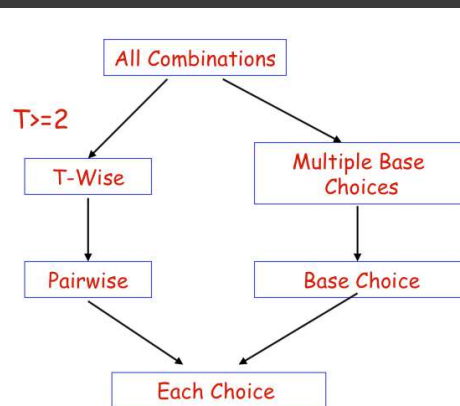 All Combinations
T>=2
T-Wise
Multiple Base
Choices
Pairwise
Base Choice
Each Choice